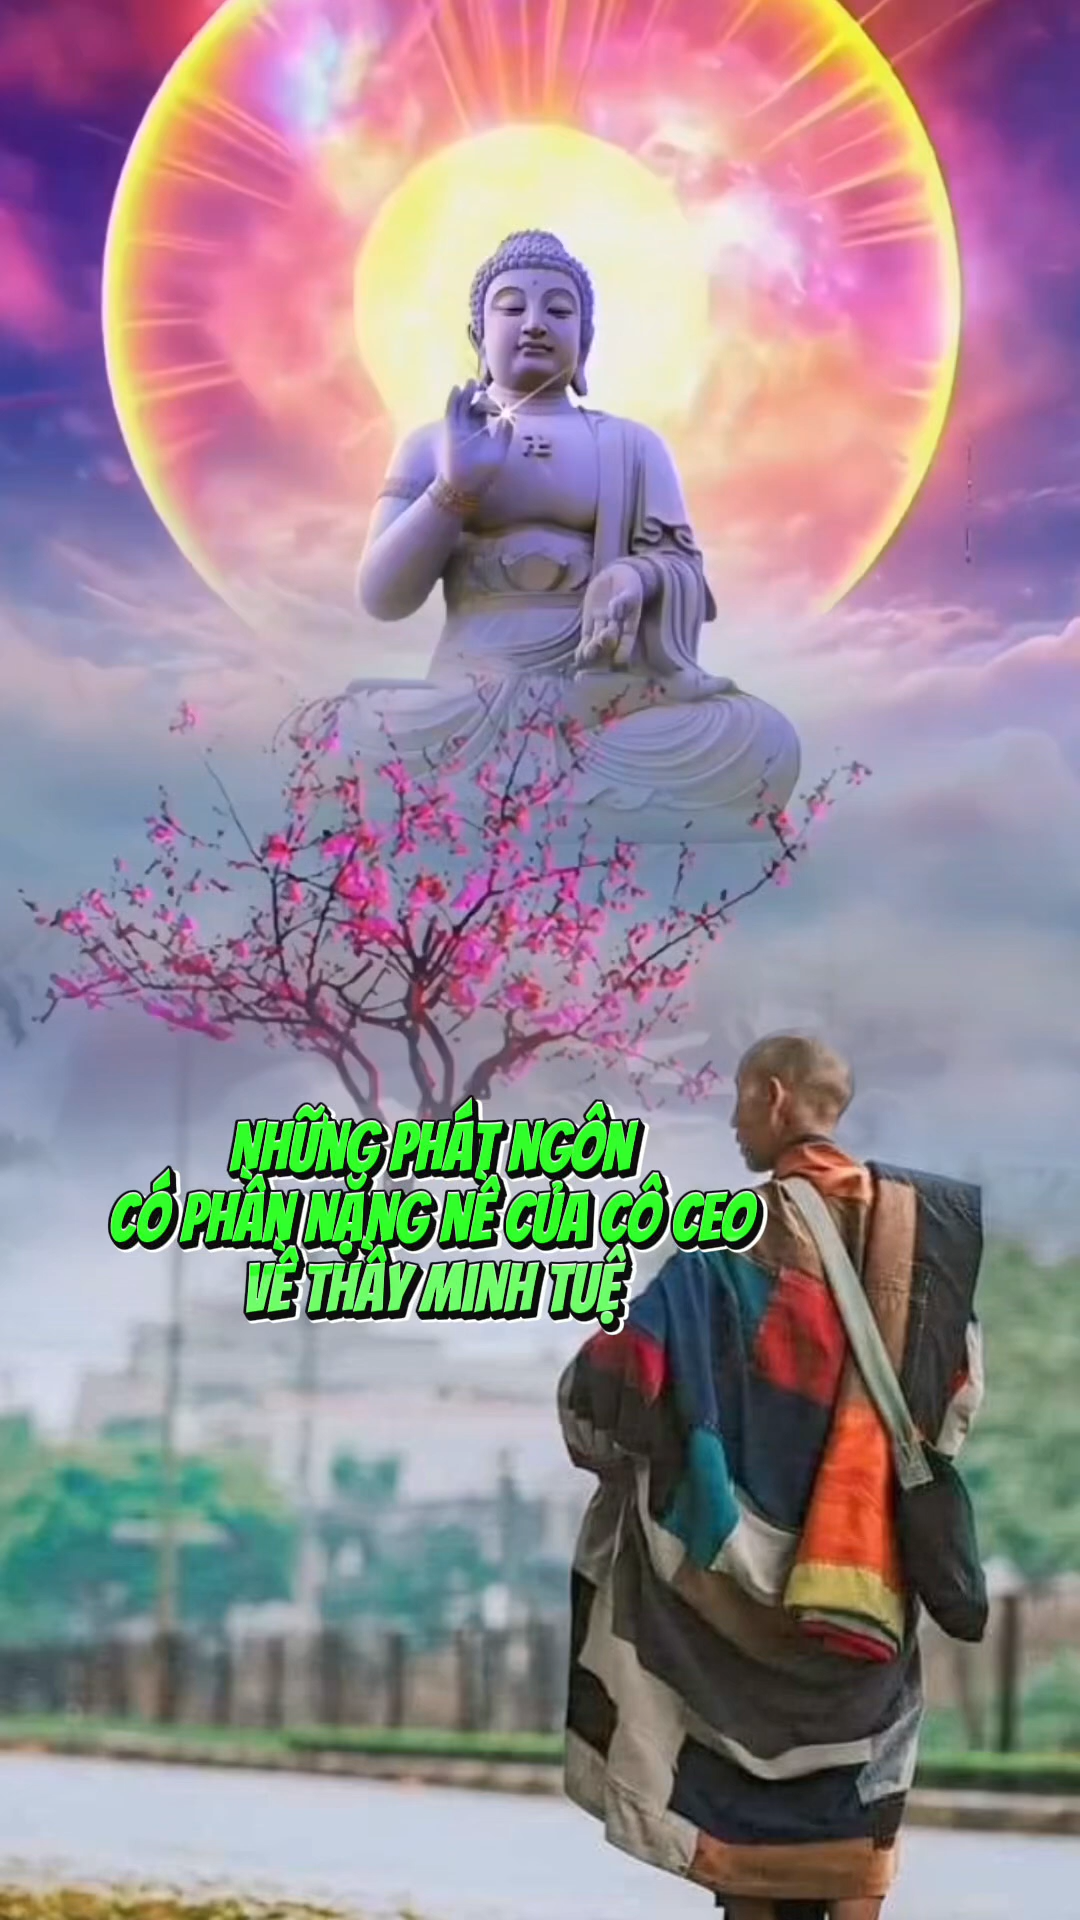 NHỮNG PHÁT NGÔN
CÓ PHẦN NẶNG NỀ CỦA CÔ CEO
VỀ THẦY MINH TUỆ